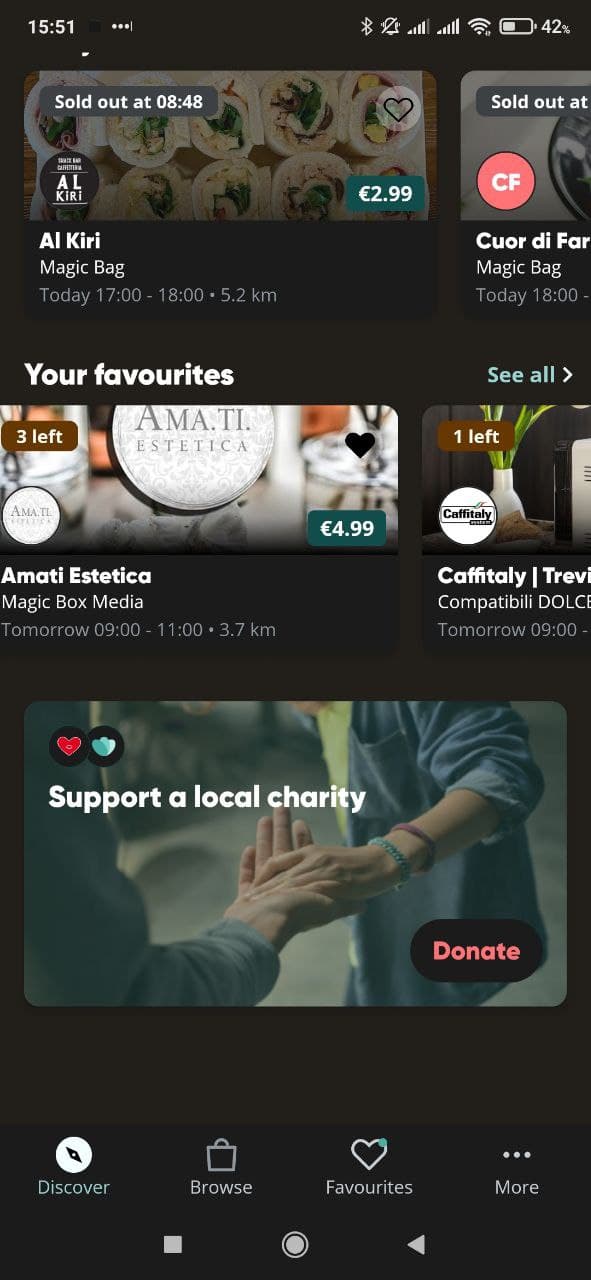 15:51
42%
Sold out at 08:48
SNACK BAR
CAFFETTERIA
AL
KIRI
€2.99
Al Kiri
Magic Bag
Today 17:00 - 18:00 • 5.2 km
Sold out at
CF
Cuor di Far
Magic Bag
Today 18:00 -
Your favourites
See all
3 left
AMA.TI.
ESTETICA
AMA.TI.
ESTETICA
€4.99
Amati Estetica
Magic Box Media
Tomorrow 09:00 - 11:00 • 3.7 km
1 left
Caffitaly
system
Caffitaly | Trevi
Compatibili DOLCE
Tomorrow 09:00 -
Support a local charity
Donate
Discover
Browse
Favourites
More